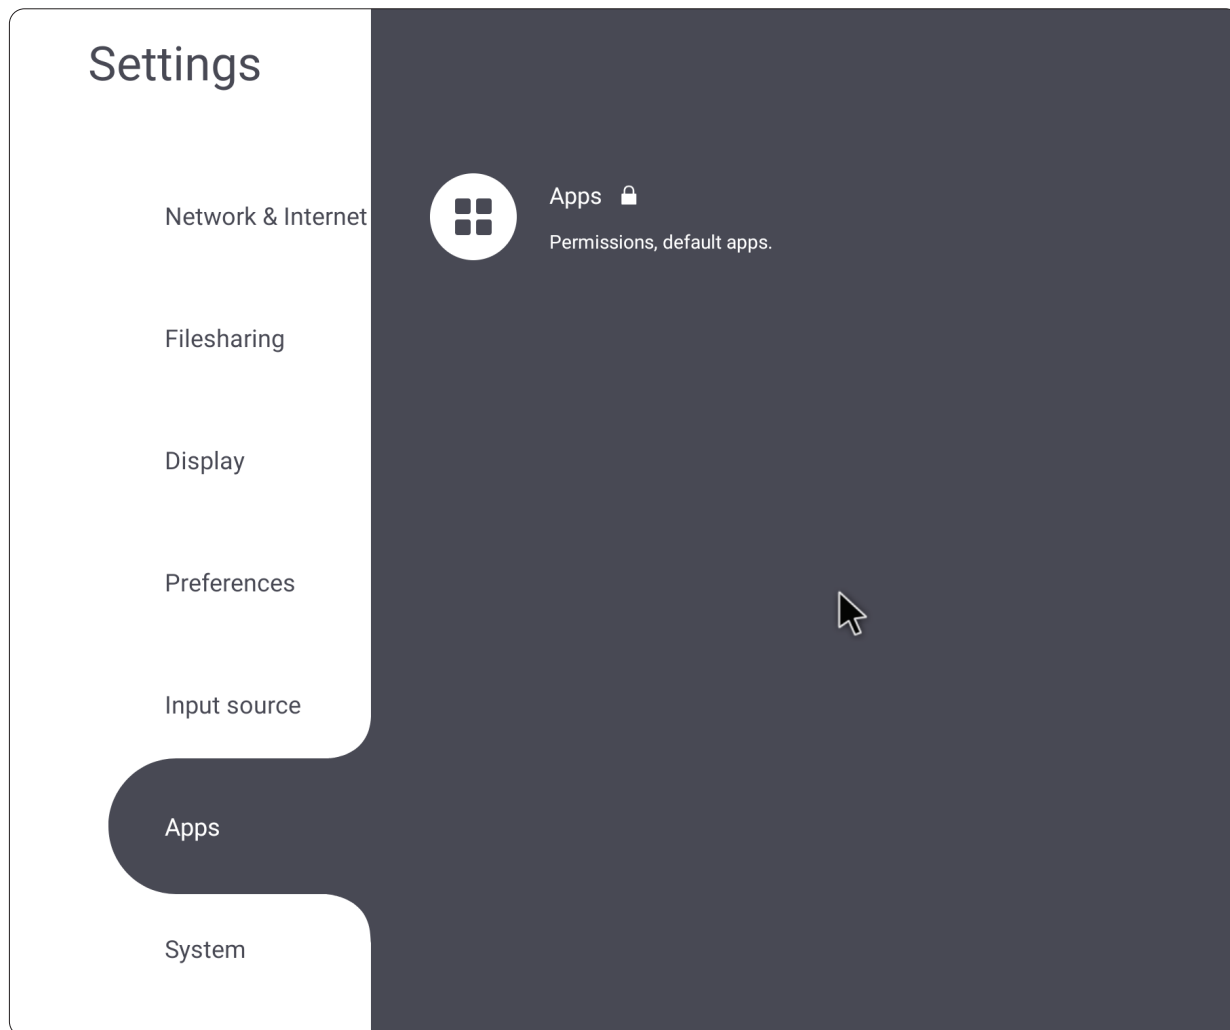 Settings
Network & Internet
Filesharing
Display
Preferences
Input source
Apps
System
Apps
Permissions, default apps.